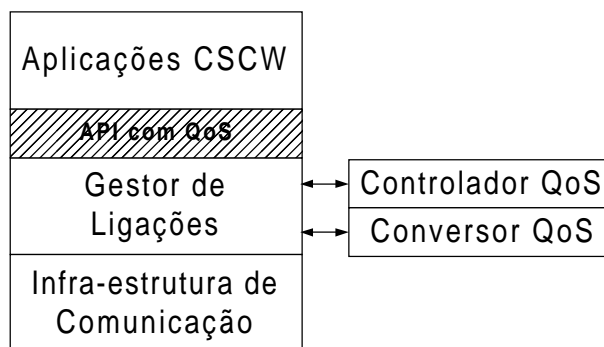 Aplicações CSCW
API com QoS
Gestor de
Ligações
Controlador QoS
Conversor QoS
Infra-estrutura de
Comunicação